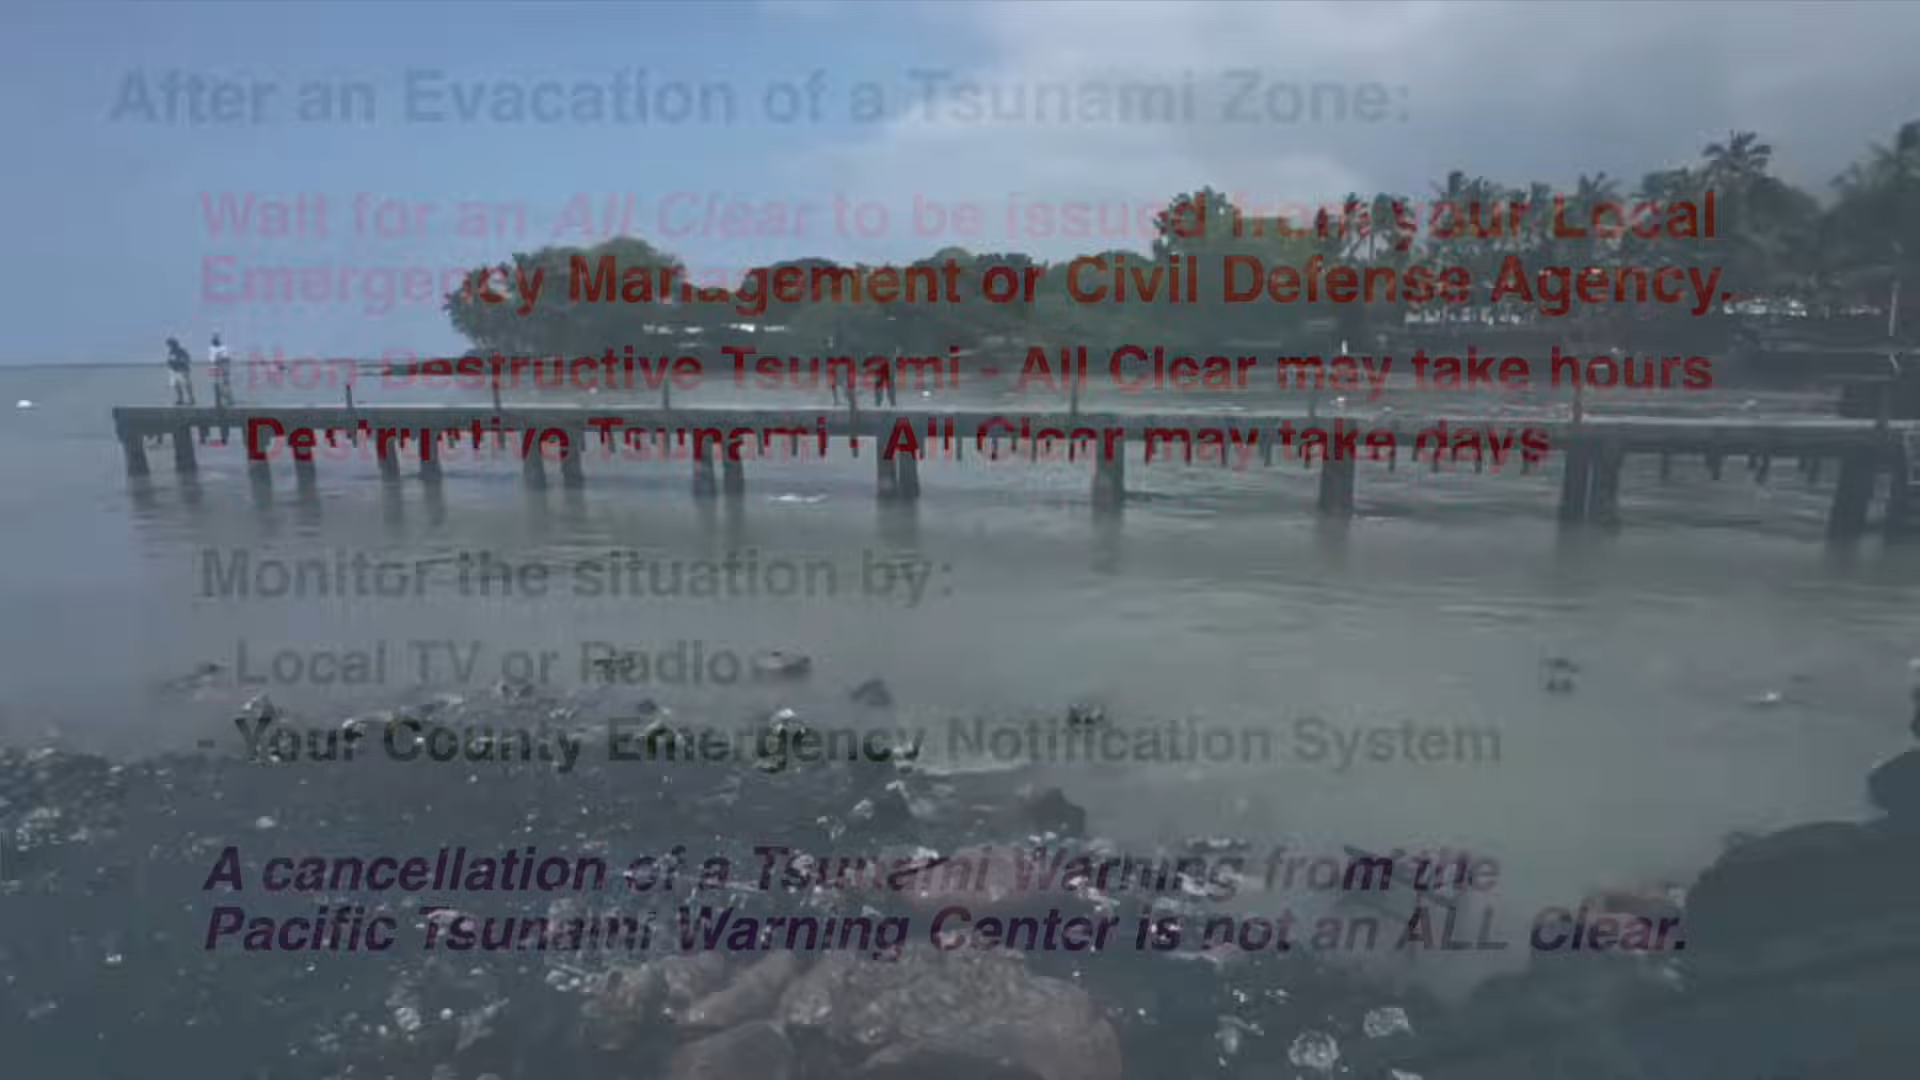 After an Evacation of a Tsunami Zone:
Wait for an All Clear to be issued from your Local
Emergency Management or Civil Defense Agency.
- Non Destructive Tsunami - All Clear may take hours
- Destructive Tsunami - All Clear may take days
Monitor the situation by:
- Local TV or Radio
- Your County Emergency Notification System
A cancellation of a Tsunami Warning from the
Pacific Tsunami Warning Center is not an ALL Clear.